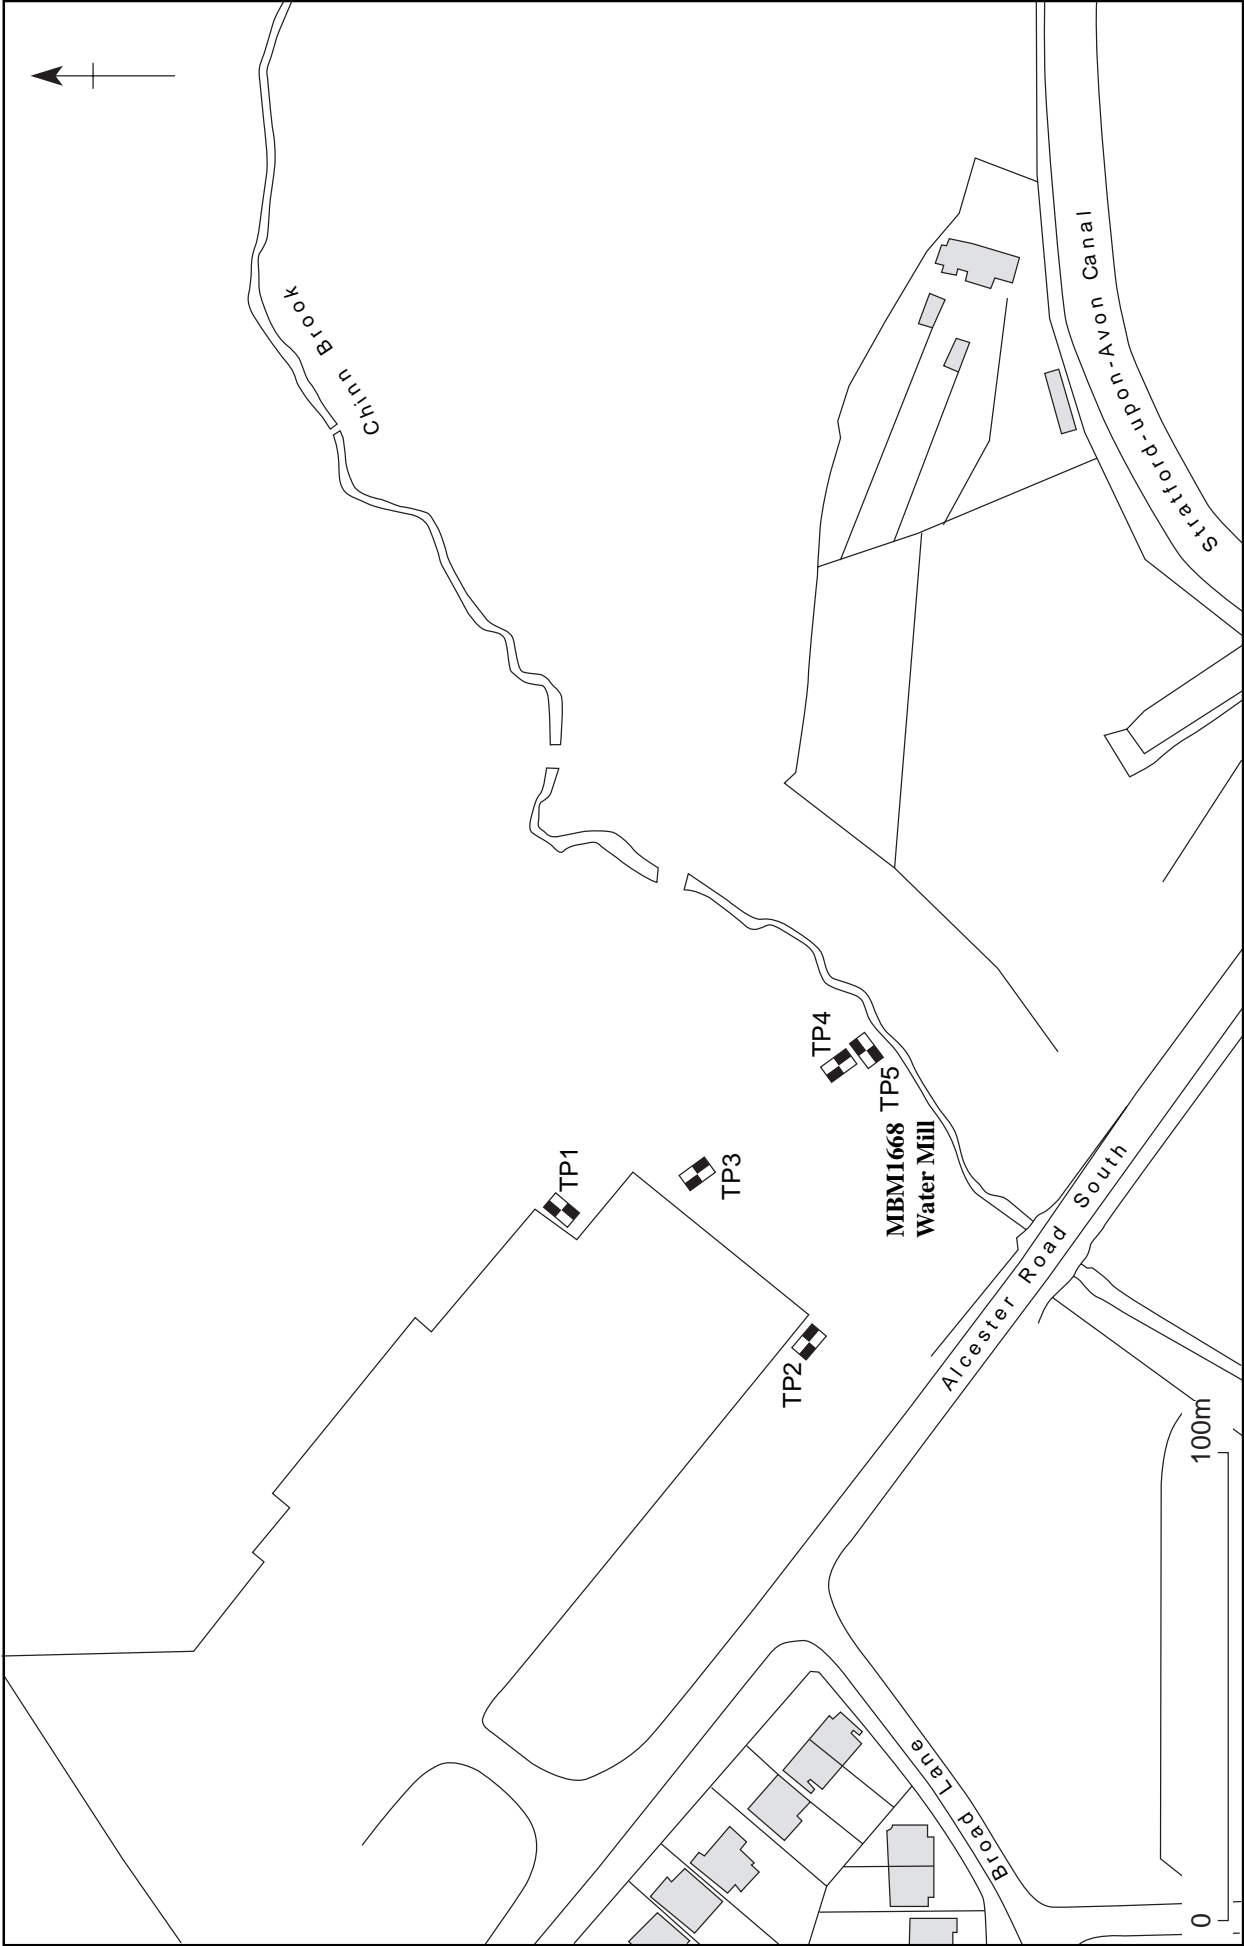 Chinn Brook
Stratford-upon-Avon Canal
TP1
TP3
TP4
TP5
MBM1668
Water Mill
TP2
Alcester Road South
Broad Lane
0
100m